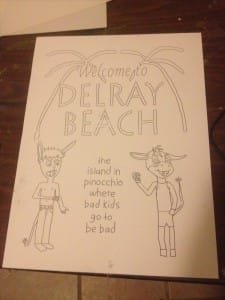 Welcome to
DELRAY
BEACH
the
island in
pinocchio
where
bad kids
go to
be bad